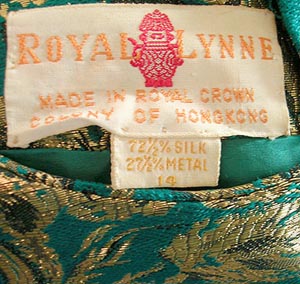 ROYAL LYNNE
MADE IN ROYAL CROWN
COLONY OF HONGKONG
72½% SILK
27½% METAL
14